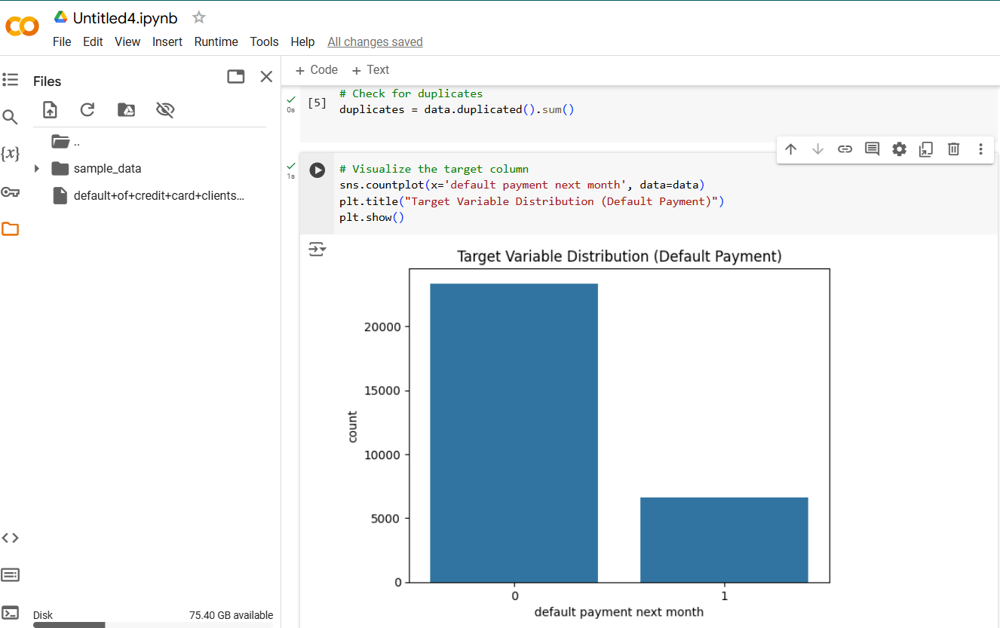 Untitled4.ipynb
File Edit View Insert Runtime Tools Help All changes saved
Files
+ Code + Text
..
sample_data
default+of+credit+card+clients...
Disk 75.40 GB available
{x}
0s
[5]
# Check for duplicates
duplicates = data.duplicated().sum()
1s
# Visualize the target column
sns.countplot(x='default payment next month', data=data)
plt.title("Target Variable Distribution (Default Payment)")
plt.show()
Target Variable Distribution (Default Payment)
20000
15000
10000
5000
0
count
0 1
default payment next month